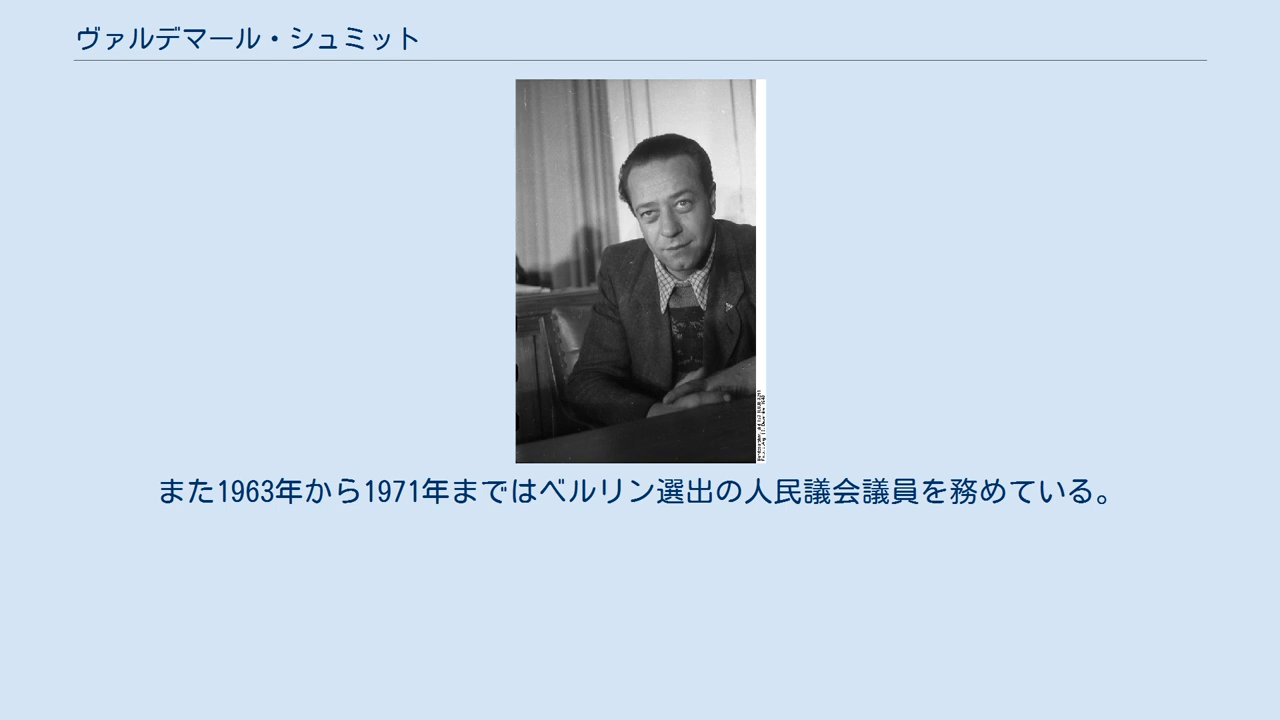 ヴァルデマール・シュミット
また1963年から1971年まではベルリン選出の人民議会議員を務めている。